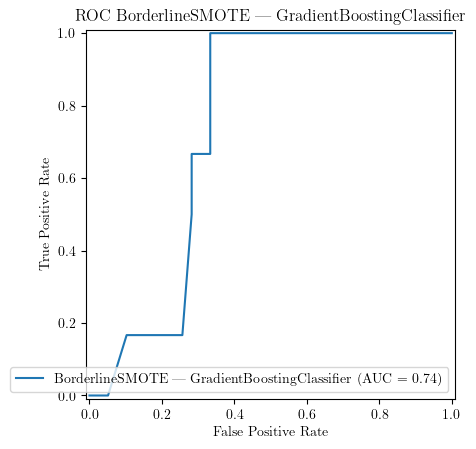 ROC BorderlineSMOTE — GradientBoostingClassifier
1.0
0.8
0.6
0.4
0.2
0.0
True Positive Rate
BorderlineSMOTE — GradientBoostingClassifier (AUC = 0.74)
0.0 0.2 0.4 0.6 0.8 1.0
False Positive Rate